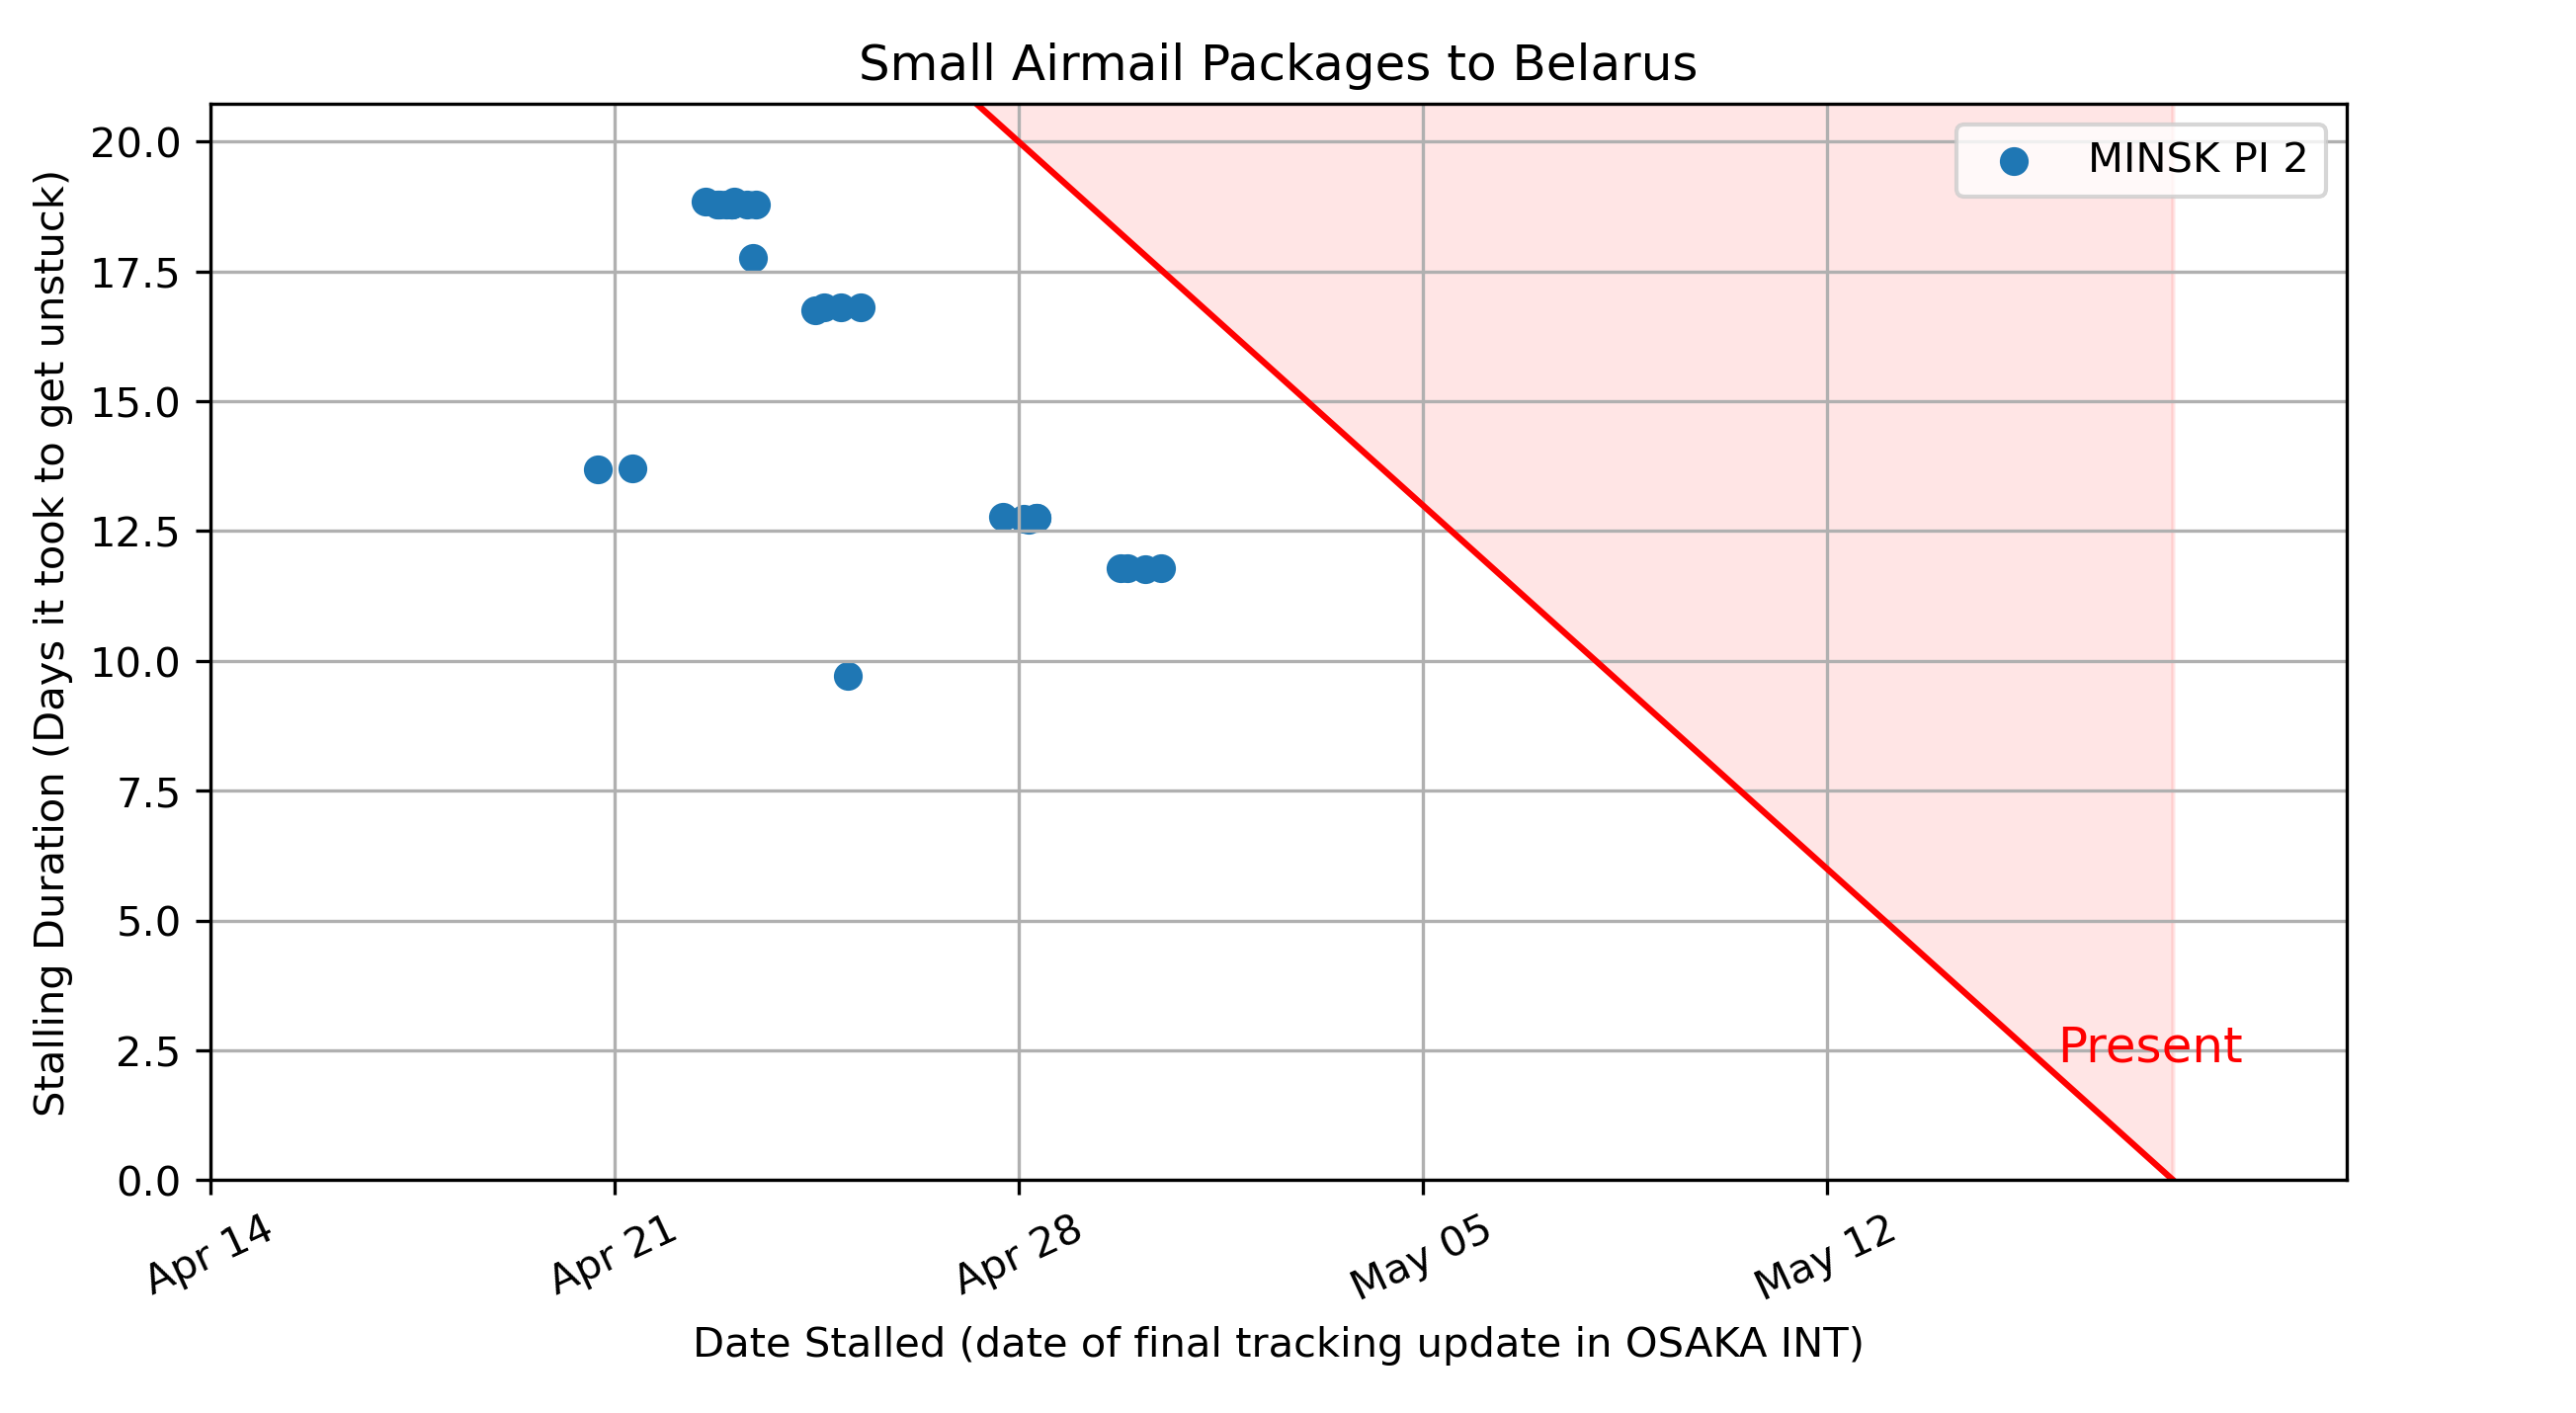 Small Airmail Packages to Belarus
MINSK PI 2
Stalling Duration (Days it took to get unstuck)
20.0
17.5
15.0
12.5
10.0
7.5
5.0
2.5
0.0
Present
Apr 14
Apr 21
Apr 28
May 05
May 12
Date Stalled (date of final tracking update in OSAKA INT)